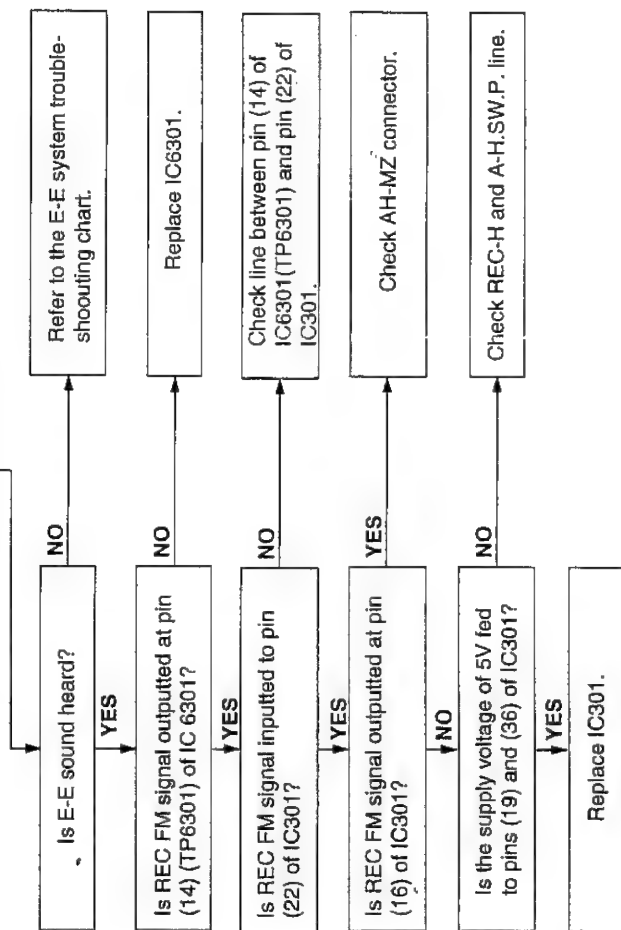 Is E-E sound heard?
NO
Refer to the E-E system trouble-
shoouting chart.
YES
Is REC FM signal outputted at pin
(14) (TP6301) of IC 6301?
NO
Replace IC6301.
YES
Is REC FM signal inputted to pin
(22) of IC301?
NO
Check line between pin (14) of
IC6301(TP6301) and pin (22) of
IC301.
YES
Is REC FM signal outputted at pin
(16) of IC301?
YES
Check AH-MZ connector.
NO
Is the supply voltage of 5V fed
to pins (19) and (36) of IC301?
NO
Check REC-H and A-H.SW.P. line.
YES
Replace IC301.